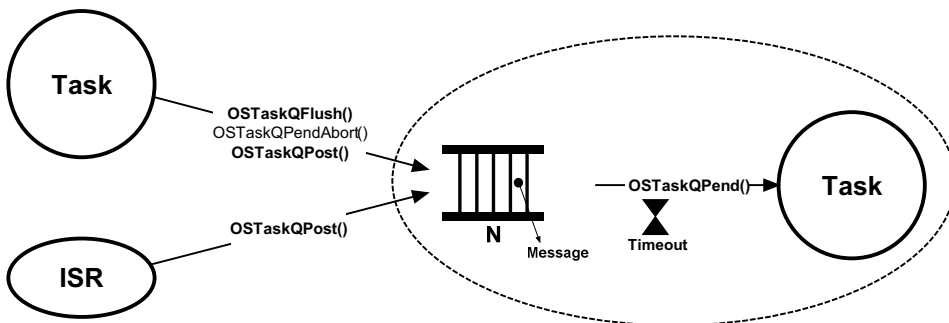 Task
OSTaskQFlush()
OSTaskQPendAbort()
OSTaskQPost()
OSTaskQPend()
Task
OSTaskQPost()
N
Message
Timeout
ISR